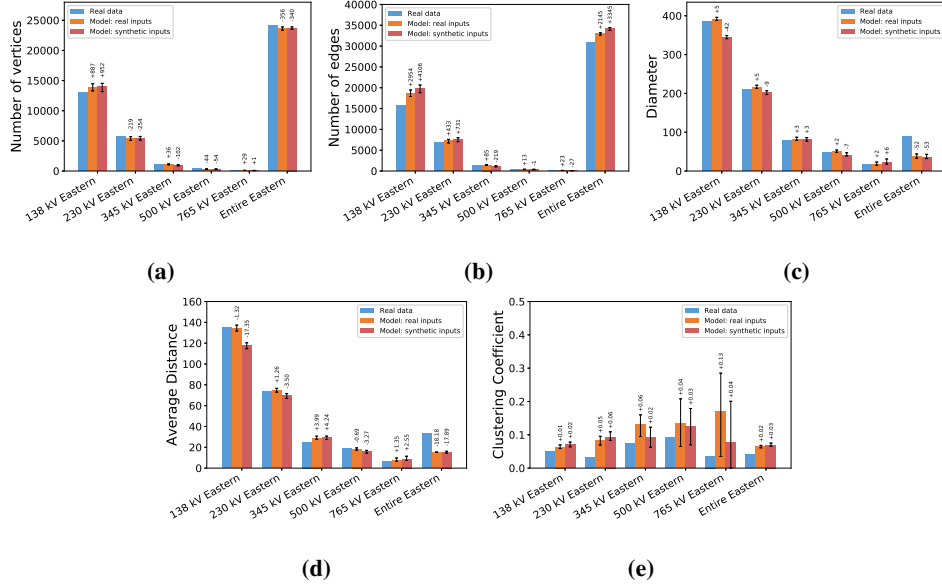 Number of vertices
25000
20000
15000
10000
5000
0
Real data
Model: real inputs
Model: synthetic inputs
+887
+952
-219
-254
+36
-102
-44
-54
+29
+1
-356
-340
138 kV Eastern
230 kV Eastern
345 kV Eastern
500 kV Eastern
765 kV Eastern
Entire Eastern
(a)
Number of edges
40000
35000
30000
25000
20000
15000
10000
5000
0
Real data
Model: real inputs
Model: synthetic inputs
+2954
+4106
+433
+731
+85
-219
+13
-1
+23
-27
+2145
+3345
138 kV Eastern
230 kV Eastern
345 kV Eastern
500 kV Eastern
765 kV Eastern
Entire Eastern
(b)
Diameter
400
300
200
100
0
Real data
Model: real inputs
Model: synthetic inputs
+5
-42
+5
-9
+3
+3
+2
-7
+2
+6
-52
-53
138 kV Eastern
230 kV Eastern
345 kV Eastern
500 kV Eastern
765 kV Eastern
Entire Eastern
(c)
Average Distance
160
140
120
100
80
60
40
20
0
Real data
Model: real inputs
Model: synthetic inputs
-1.32
-17.35
+1.26
-3.50
+3.99
+4.24
-0.69
-3.27
+1.35
+2.55
-18.18
-17.89
138 kV Eastern
230 kV Eastern
345 kV Eastern
500 kV Eastern
765 kV Eastern
Entire Eastern
(d)
Clustering Coefficient
0.5
0.4
0.3
0.2
0.1
0.0
Real data
Model: real inputs
Model: synthetic inputs
+0.01
+0.02
+0.05
+0.06
+0.06
+0.02
+0.04
+0.03
+0.13
+0.04
+0.02
+0.03
138 kV Eastern
230 kV Eastern
345 kV Eastern
500 kV Eastern
765 kV Eastern
Entire Eastern
(e)